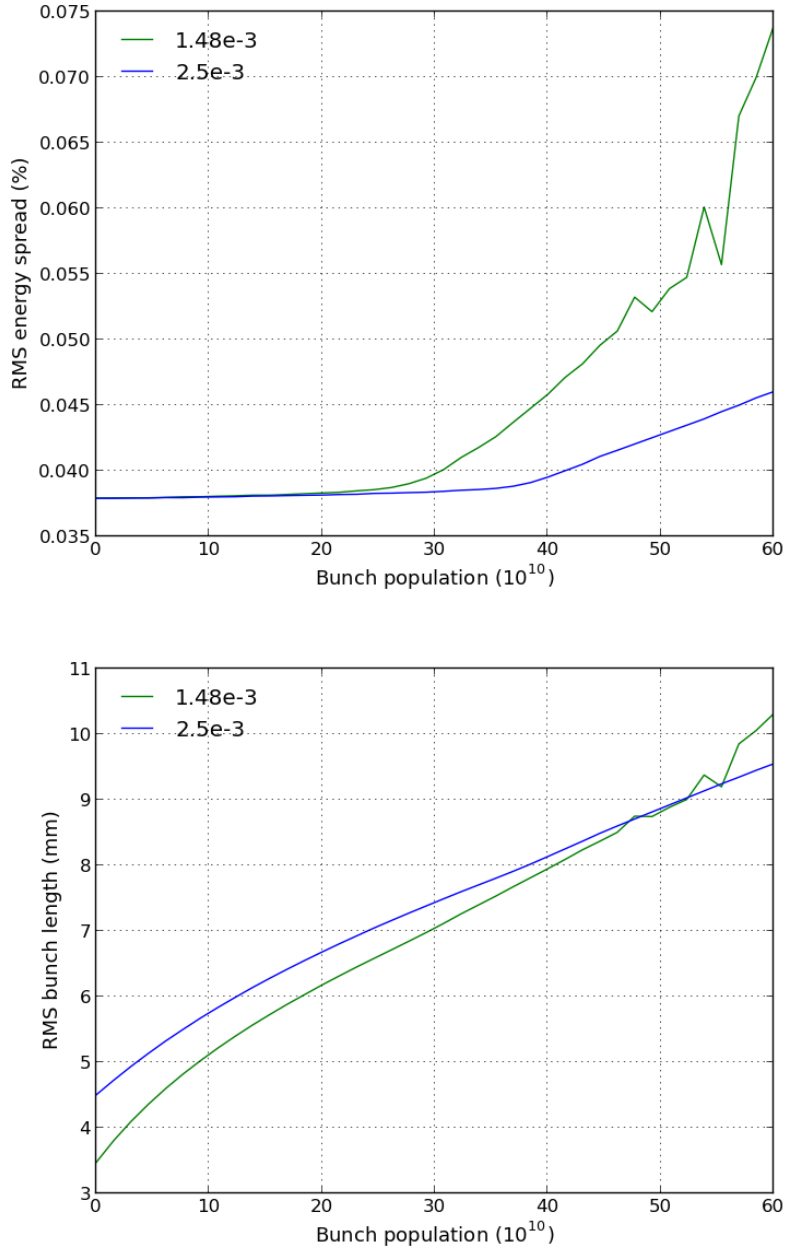 0.075
0.070
0.065
0.060
0.055
0.050
0.045
0.040
0.035
RMS energy spread (%)
1.48e-3
2.5e-3
0 10 20 30 40 50 60
Bunch population (10^10)
11
10
9
8
7
6
5
4
3
RMS bunch length (mm)
1.48e-3
2.5e-3
0 10 20 30 40 50 60
Bunch population (10^10)